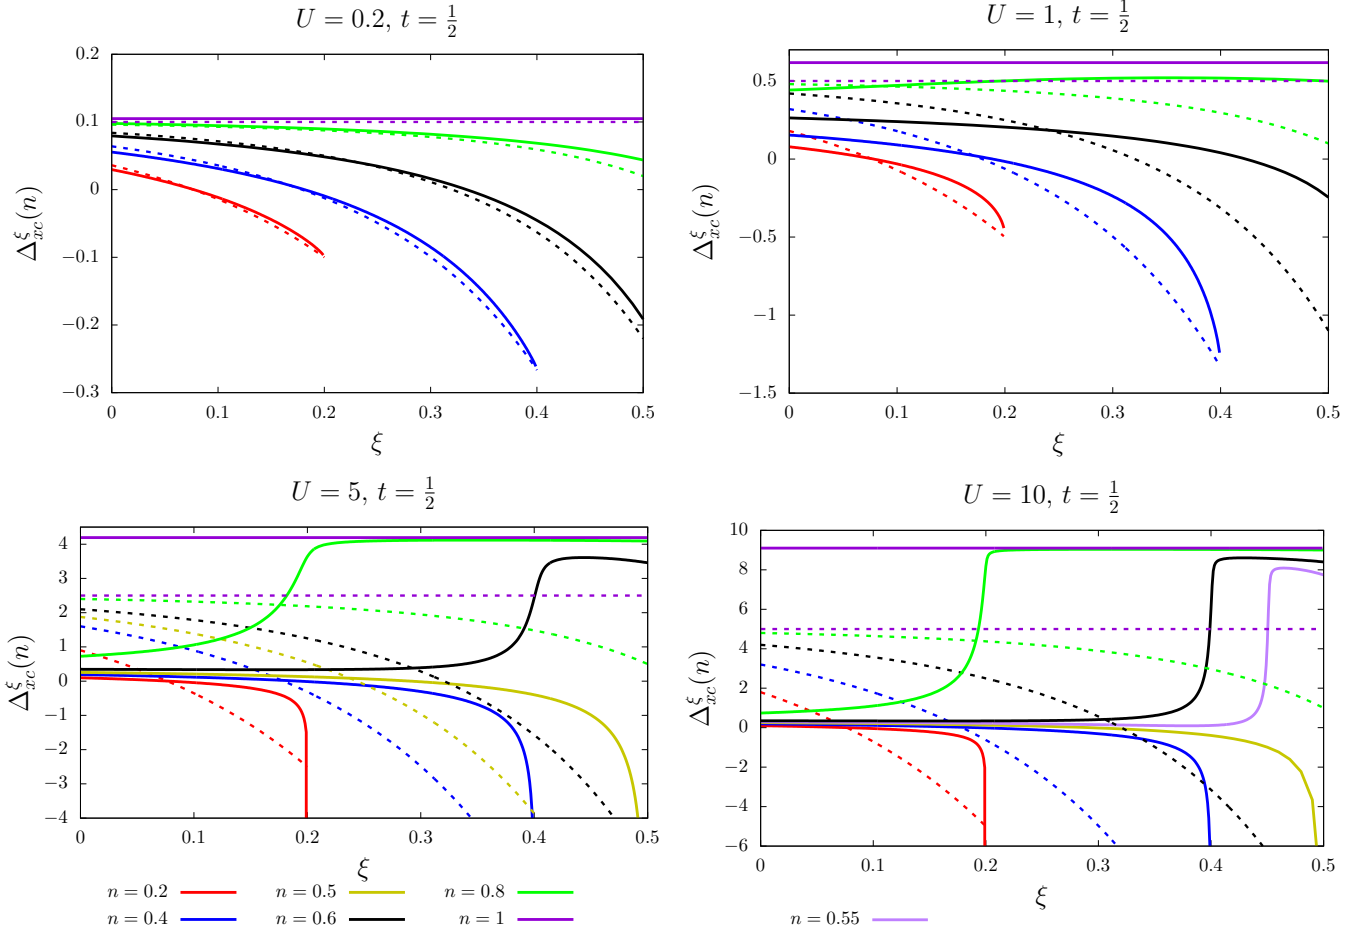 U = 0.2, t = 1/2
0.2
0.1
0
−0.1
−0.2
−0.3
0 0.1 0.2 0.3 0.4 0.5
Δ^ξ_xc(n)
ξ
U = 1, t = 1/2
0.5
0
−0.5
−1
−1.5
0 0.1 0.2 0.3 0.4 0.5
Δ^ξ_xc(n)
ξ
U = 5, t = 1/2
4
3
2
1
0
−1
−2
−3
−4
0 0.1 0.2 0.3 0.4 0.5
Δ^ξ_xc(n)
ξ
U = 10, t = 1/2
10
8
6
4
2
0
−2
−4
−6
0 0.1 0.2 0.3 0.4 0.5
Δ^ξ_xc(n)
ξ
n = 0.2 n = 0.5 n = 0.8
n = 0.4 n = 0.6 n = 1 n = 0.55